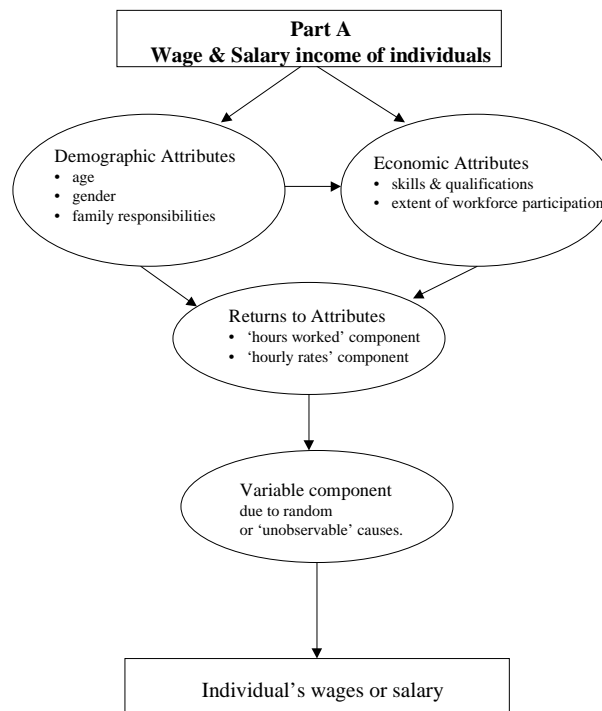 Part A
Wage & Salary income of individuals
Demographic Attributes
• age
• gender
• family responsibilities
Economic Attributes
• skills & qualifications
• extent of workforce participation
Returns to Attributes
• ‘hours worked’ component
• ‘hourly rates’ component
Variable component
due to random
or ‘unobservable’ causes.
Individual’s wages or salary